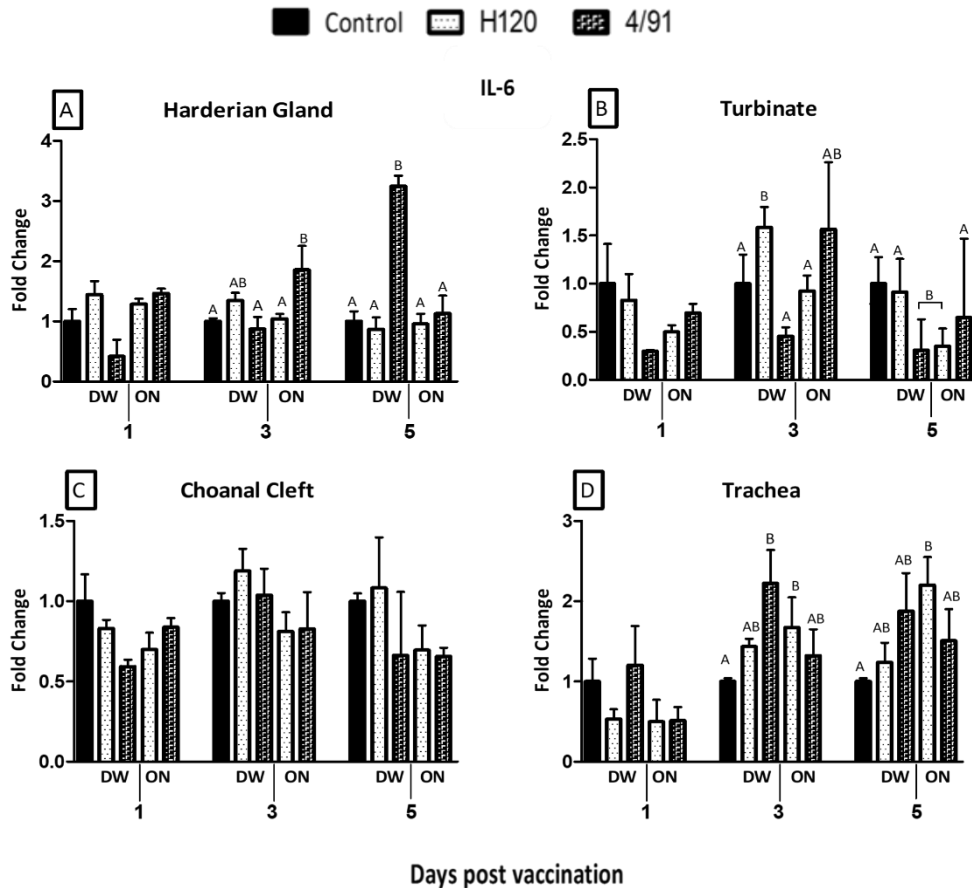 Control H120 4/91
IL-6
A Harderian Gland
Fold Change
4
3
2
1
0
A AB A A B
A A B A A
DW ON DW ON DW ON
1 3 5
B Turbinate
Fold Change
2.5
2.0
1.5
1.0
0.5
0.0
A B A A AB
A A B A
DW ON DW ON DW ON
1 3 5
C Choanal Cleft
Fold Change
1.5
1.0
0.5
0.0
DW ON DW ON DW ON
1 3 5
D Trachea
Fold Change
3
2
1
0
A AB B B AB
A AB AB B AB
DW ON DW ON DW ON
1 3 5
Days post vaccination